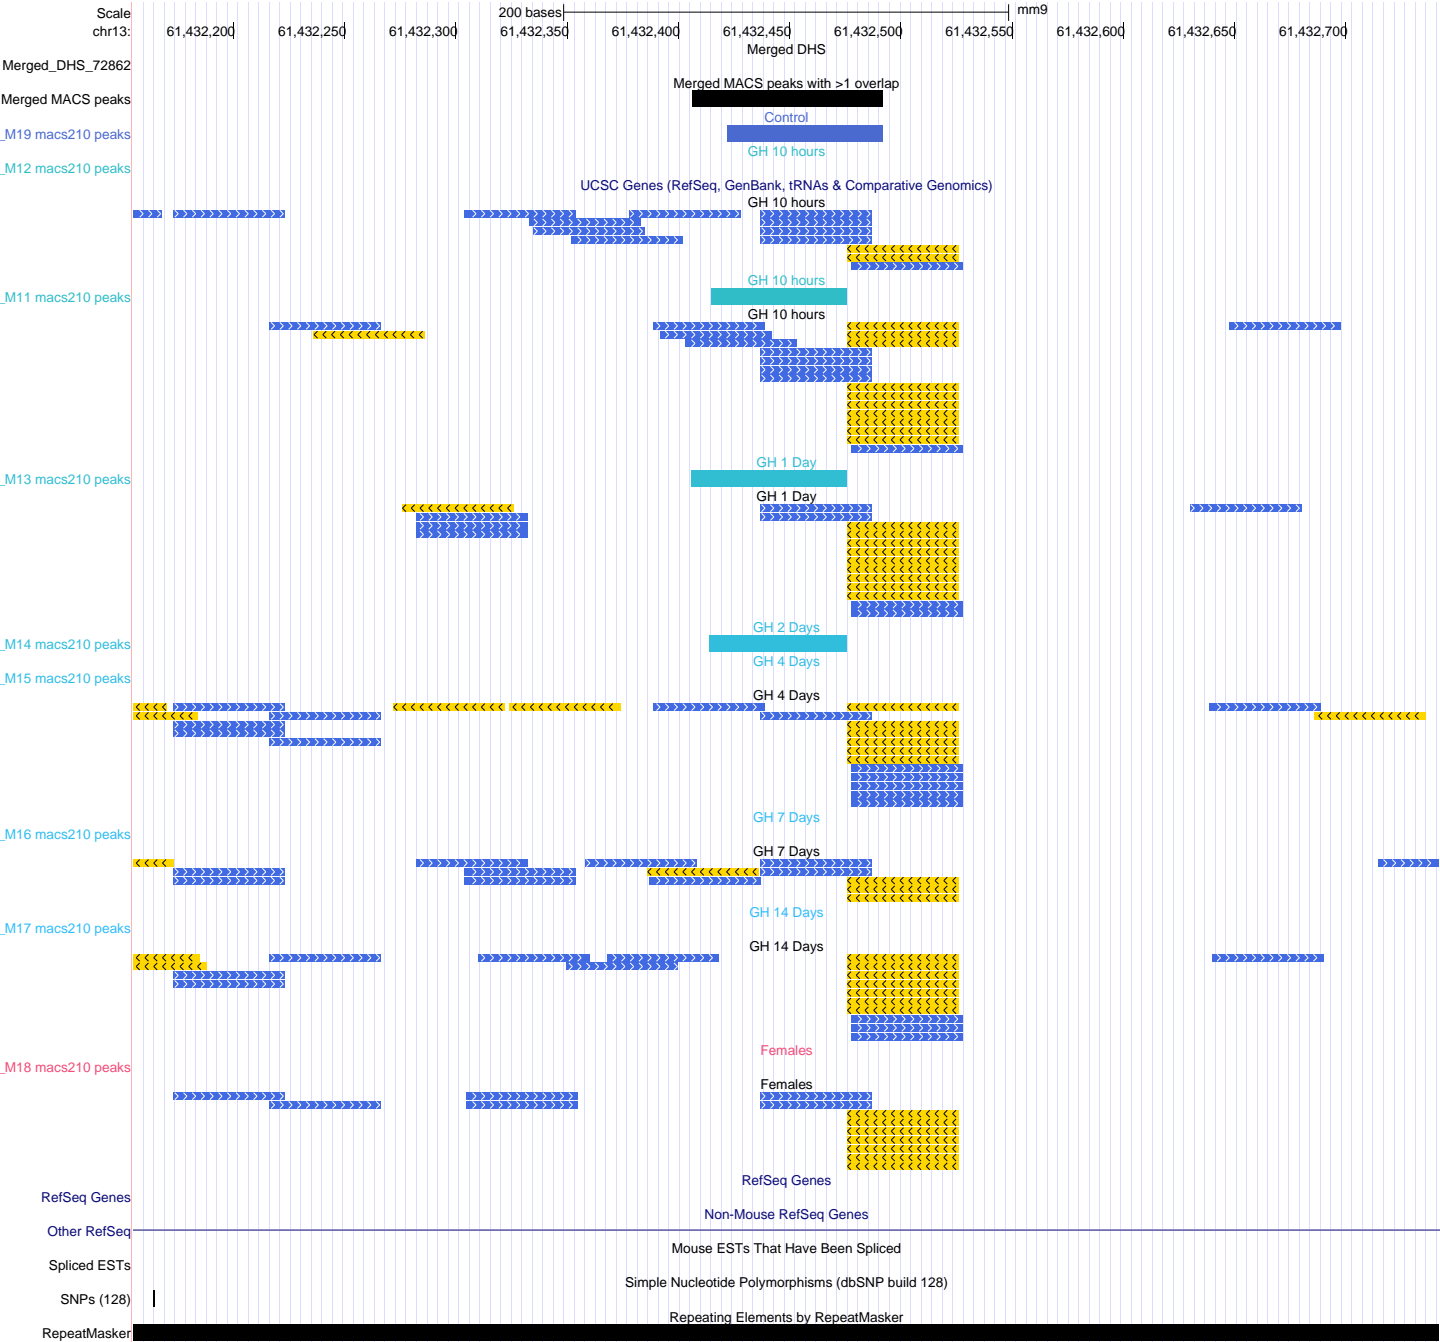 Scale 200 bases mm9
chr13: 61,432,200 61,432,250 61,432,300 61,432,350 61,432,400 61,432,450 61,432,500 61,432,550 61,432,600 61,432,650 61,432,700
Merged DHS
Merged_DHS_72862
Merged MACS peaks with >1 overlap
Merged MACS peaks
Control
_M19 macs210 peaks
GH 10 hours
_M12 macs210 peaks
UCSC Genes (RefSeq, GenBank, tRNAs & Comparative Genomics)
GH 10 hours
GH 10 hours
_M11 macs210 peaks
GH 10 hours
GH 1 Day
_M13 macs210 peaks
GH 1 Day
GH 2 Days
_M14 macs210 peaks
GH 4 Days
_M15 macs210 peaks
GH 4 Days
GH 7 Days
_M16 macs210 peaks
GH 7 Days
GH 14 Days
_M17 macs210 peaks
GH 14 Days
Females
_M18 macs210 peaks
Females
RefSeq Genes
RefSeq Genes
Non-Mouse RefSeq Genes
Other RefSeq
Mouse ESTs That Have Been Spliced
Spliced ESTs
Simple Nucleotide Polymorphisms (dbSNP build 128)
SNPs (128)
Repeating Elements by RepeatMasker
RepeatMasker